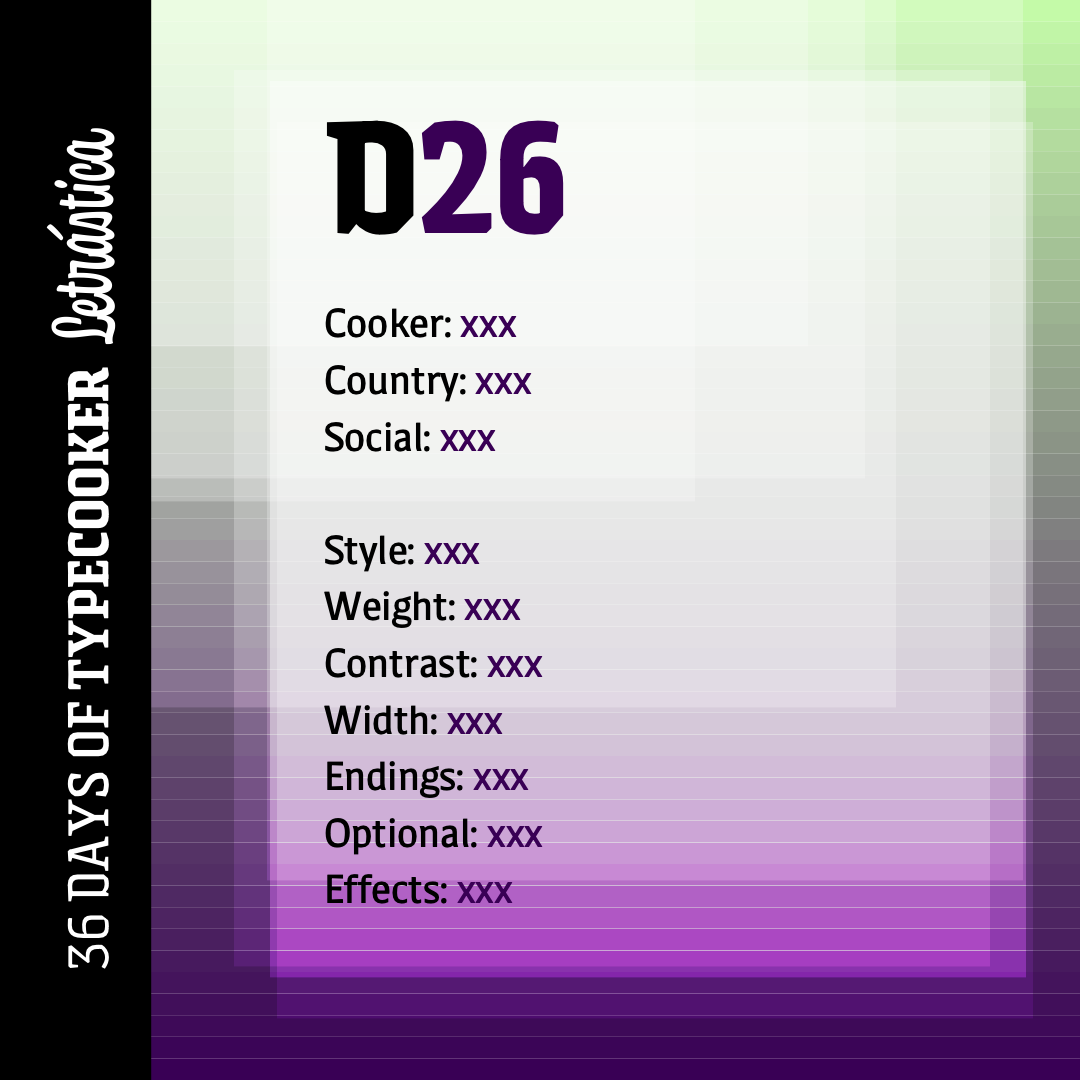 36 DAYS OF TYPECOOKER Letrástica
D26
Cooker: xxx
Country: xxx
Social: xxx
Style: xxx
Weight: xxx
Contrast: xxx
Width: xxx
Endings: xxx
Optional: xxx
Effects: xxx